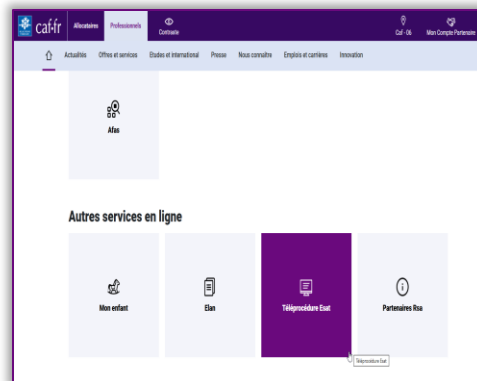 caf.fr Allocataires Professionnels Contraste Caf - 06 Mon Compte Partenaire
Actualités Offres et services Etudes et international Presse Nous connaître Emplois et carrières Innovation
Afas
Autres services en ligne
Mon enfant Elan Téléprocédure Esat Partenaires Rsa
Téléprocédure Esat